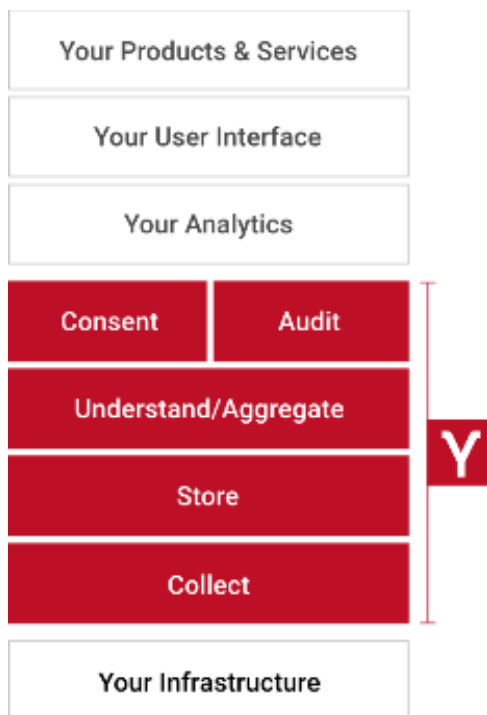 Your Products & Services
Your User Interface
Your Analytics
Consent Audit
Understand/Aggregate
Y
Store
Collect
Your Infrastructure